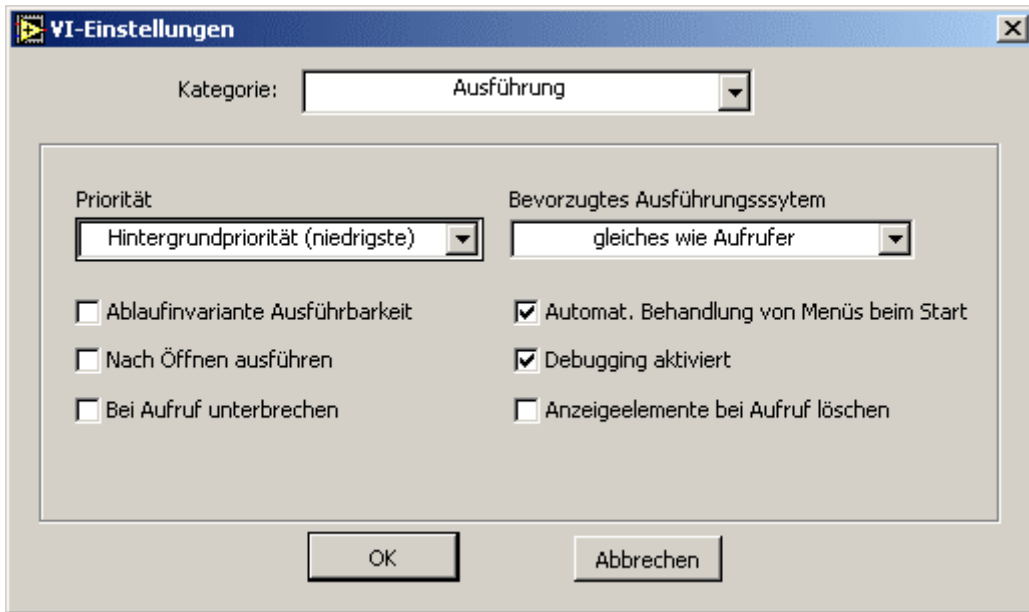 VI-Einstellungen
Kategorie: Ausführung
Priorität Bevorzugtes Ausführungsssytem
Hintergrundpriorität (niedrigste) gleiches wie Aufrufer
Ablaufinvariante Ausführbarkeit Automat. Behandlung von Menüs beim Start
Nach Öffnen ausführen Debugging aktiviert
Bei Aufruf unterbrechen Anzeigeelemente bei Aufruf löschen
OK Abbrechen